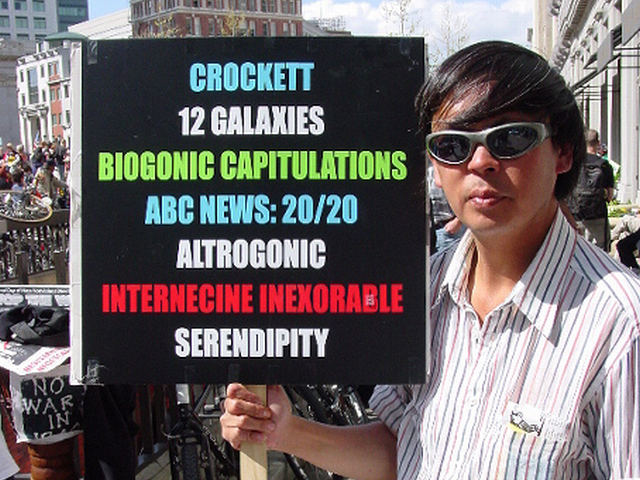 CROCKETT
12 GALAXIES
BIOGONIC CAPITULATIONS
ABC NEWS: 20/20
ALTROGONIC
INTERNECINE INEXORABLE
SERENDIPITY
NO
WAR
IN